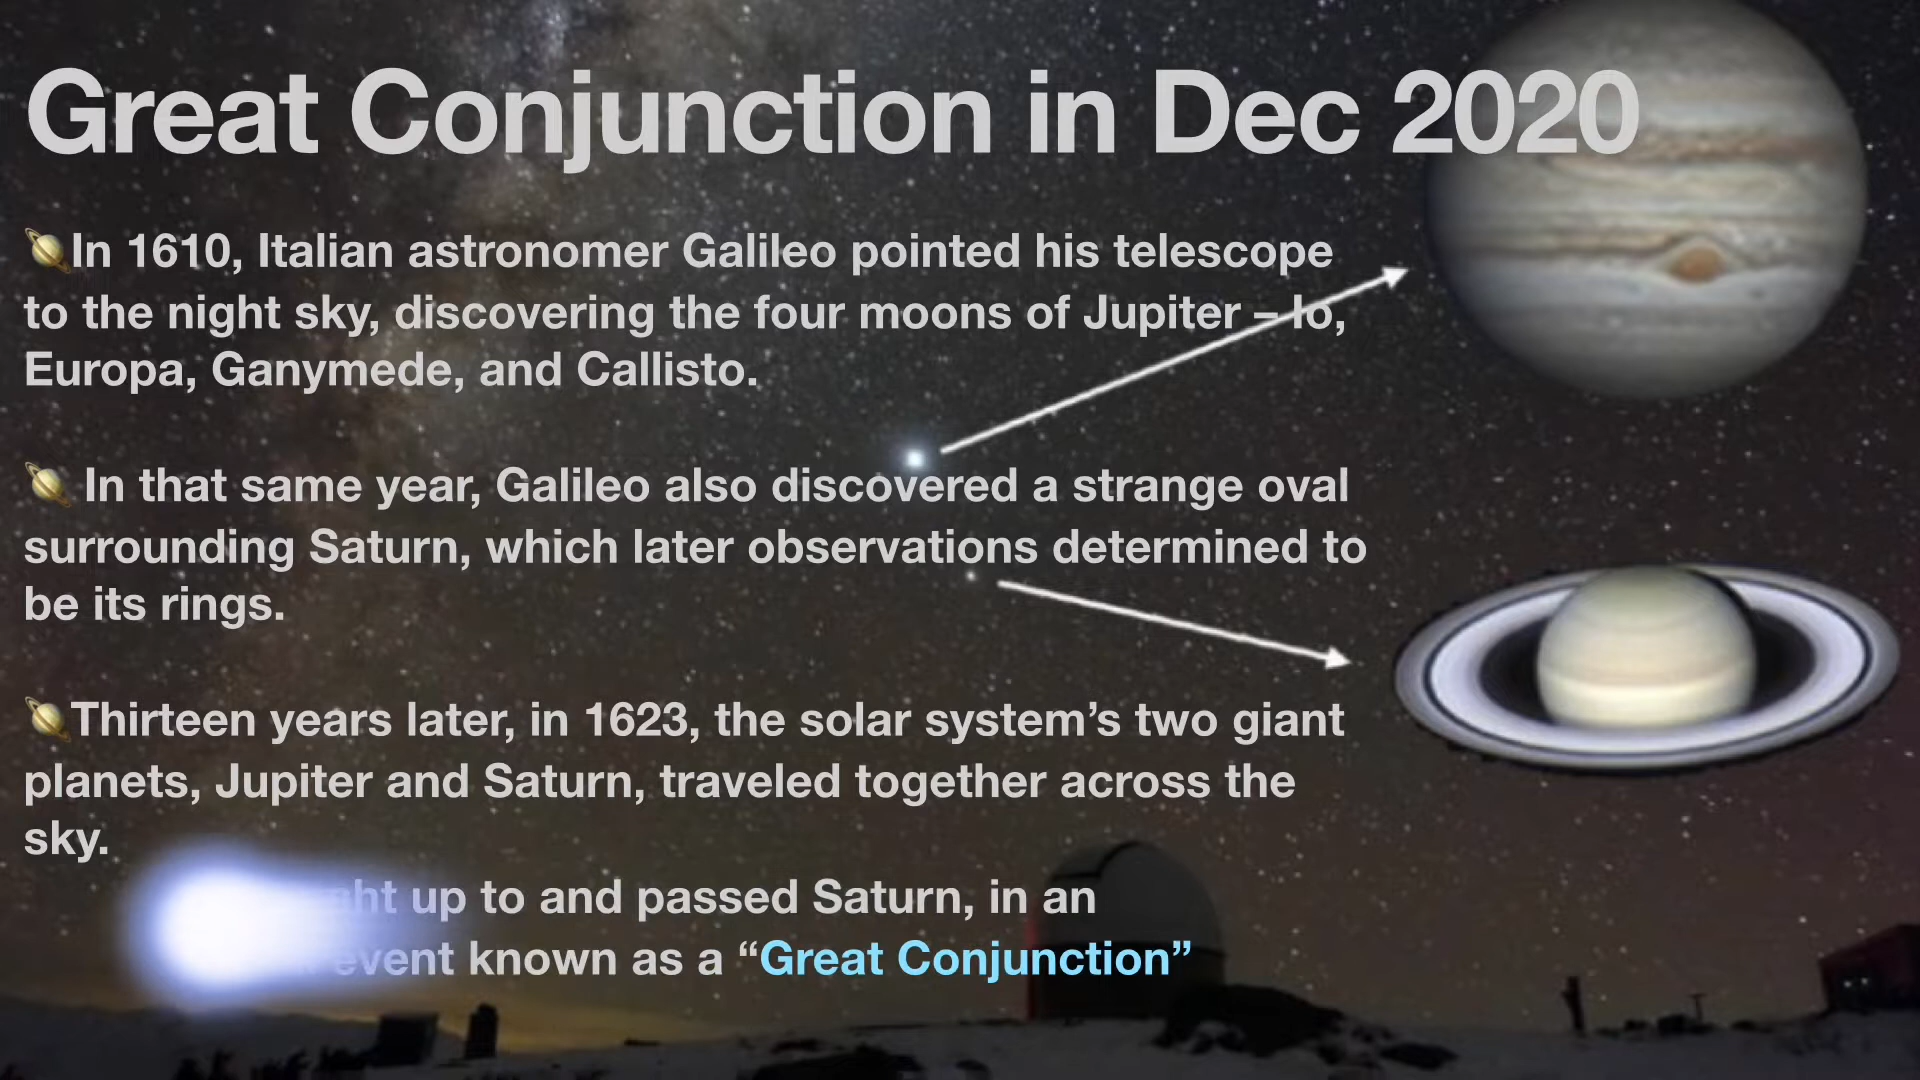 Great Conjunction in Dec 2020
🪐In 1610, Italian astronomer Galileo pointed his telescope
to the night sky, discovering the four moons of Jupiter – Io,
Europa, Ganymede, and Callisto.
🪐 In that same year, Galileo also discovered a strange oval
surrounding Saturn, which later observations determined to
be its rings.
🪐Thirteen years later, in 1623, the solar system’s two giant
planets, Jupiter and Saturn, traveled together across the
sky.
up to and passed Saturn, in an
event known as a “Great Conjunction”